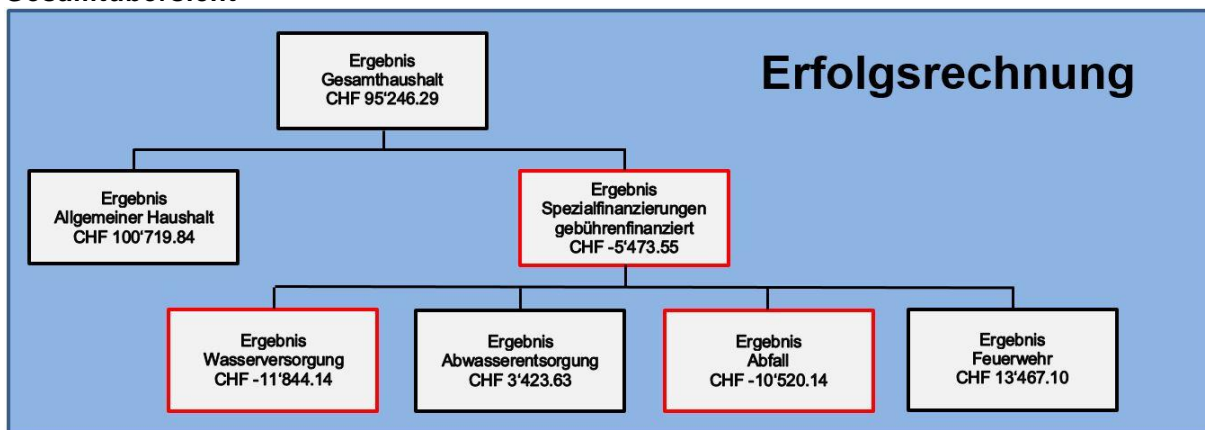 Erfolgsrechnung
Ergebnis
Gesamthaushalt
CHF 95‘246.29
Ergebnis
Allgemeiner Haushalt
CHF 100‘719.84
Ergebnis
Spezialfinanzierungen
gebührenfinanziert
CHF -5‘473.55
Ergebnis
Wasserversorgung
CHF -11‘844.14
Ergebnis
Abwasserentsorgung
CHF 3‘423.63
Ergebnis
Abfall
CHF -10‘520.14
Ergebnis
Feuerwehr
CHF 13‘467.10